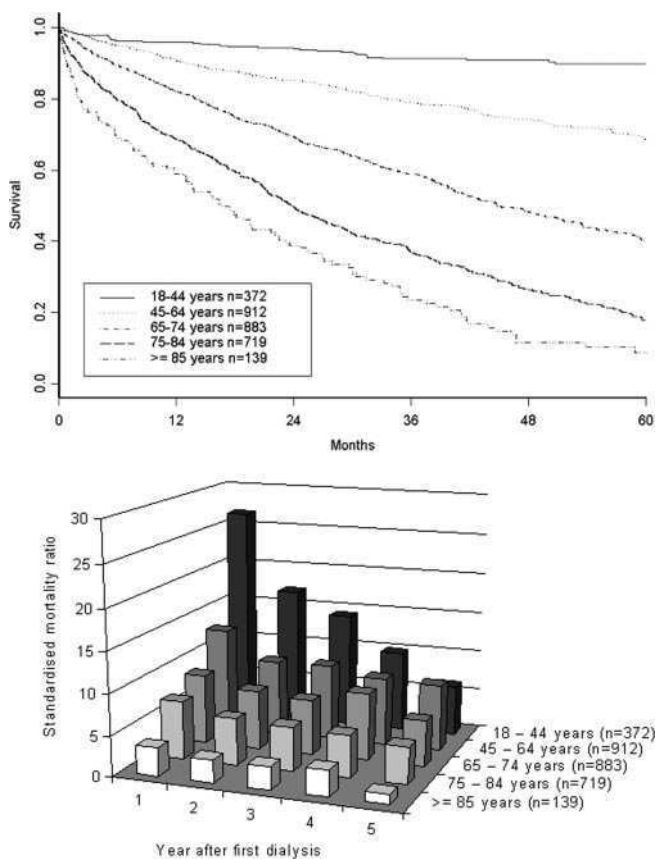 1.0
0.8
0.6
0.4
0.2
0.0
Survival
18-44 years n=372
45-64 years n=912
65-74 years n=883
75-84 years n=719
>= 85 years n=139
0 12 24 36 48 60
Months
30
25
20
15
10
5
0
Standardised mortality ratio
18 – 44 years (n=372)
45 – 64 years (n=912)
65 – 74 years (n=883)
75 – 84 years (n=719)
>= 85 years (n=139)
1 2 3 4 5
Year after first dialysis